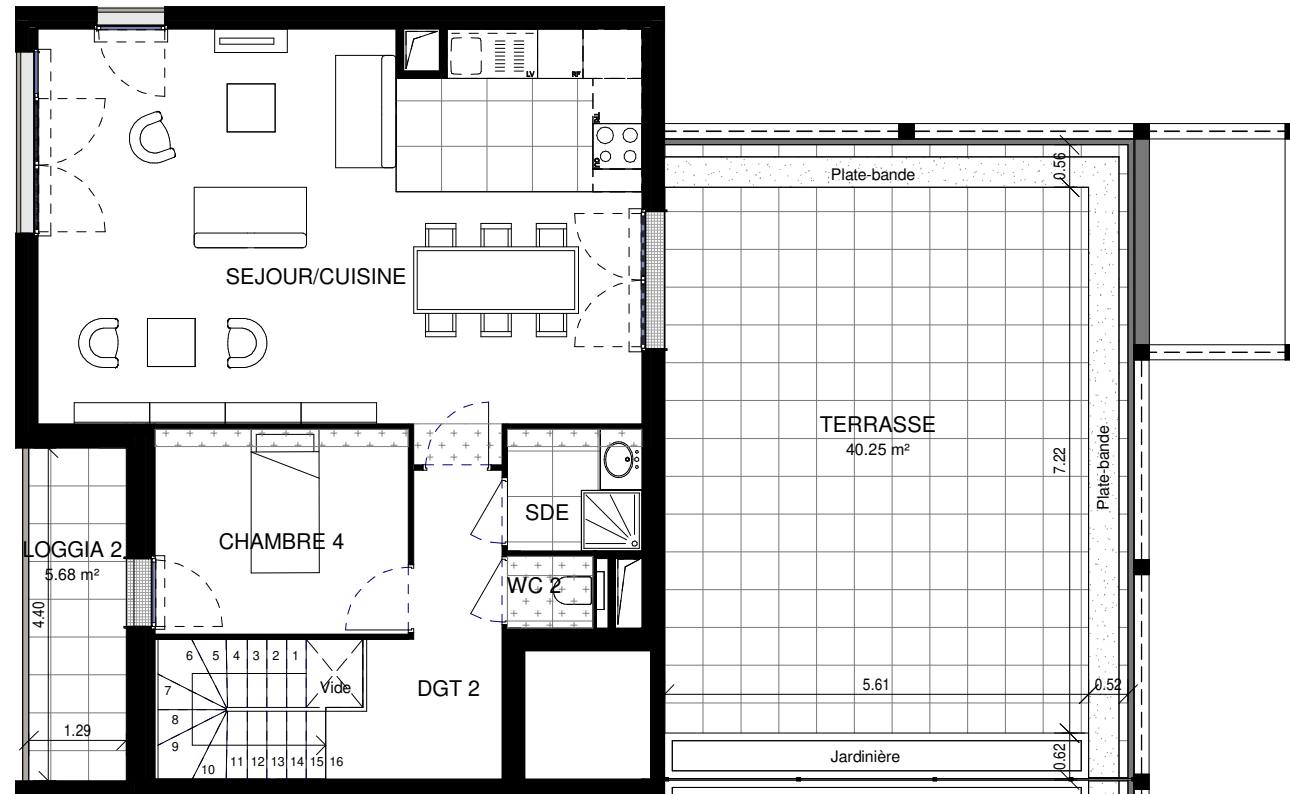 LV
RF
TRI
CUI
Plate-bande
0.56
SEJOUR/CUISINE
TERRASSE
40.25 m²
7.22
Plate-bande
SDE
CHAMBRE 4
LOGGIA 2
5.68 m²
WC 2
4.40
6 5 4 3 2 1
7
Vide
DGT 2
5.61
0.52
8
1.29
9
10
11 12 13 14 15 16
Jardinière
0.62